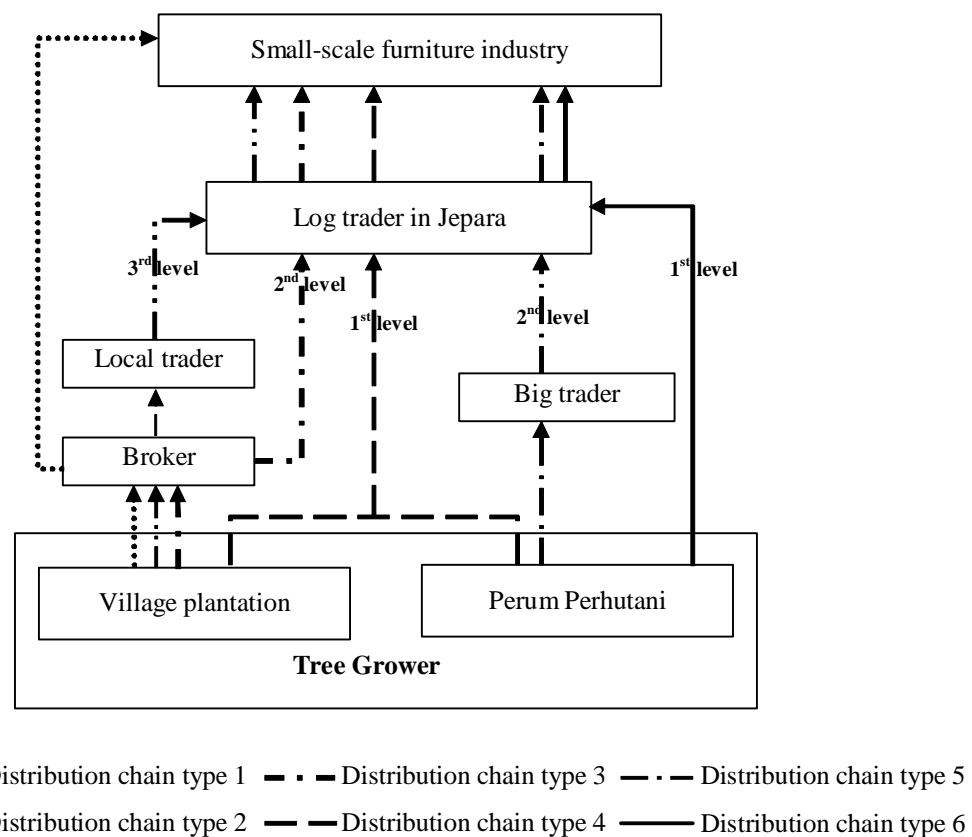 Small-scale furniture industry
Log trader in Jepara
3rd level
2nd level
1st level
2nd level
1st level
Local trader
Big trader
Broker
Village plantation
Perum Perhutani
Tree Grower
istribution chain type 1 Distribution chain type 3 Distribution chain type 5
istribution chain type 2 Distribution chain type 4 Distribution chain type 6